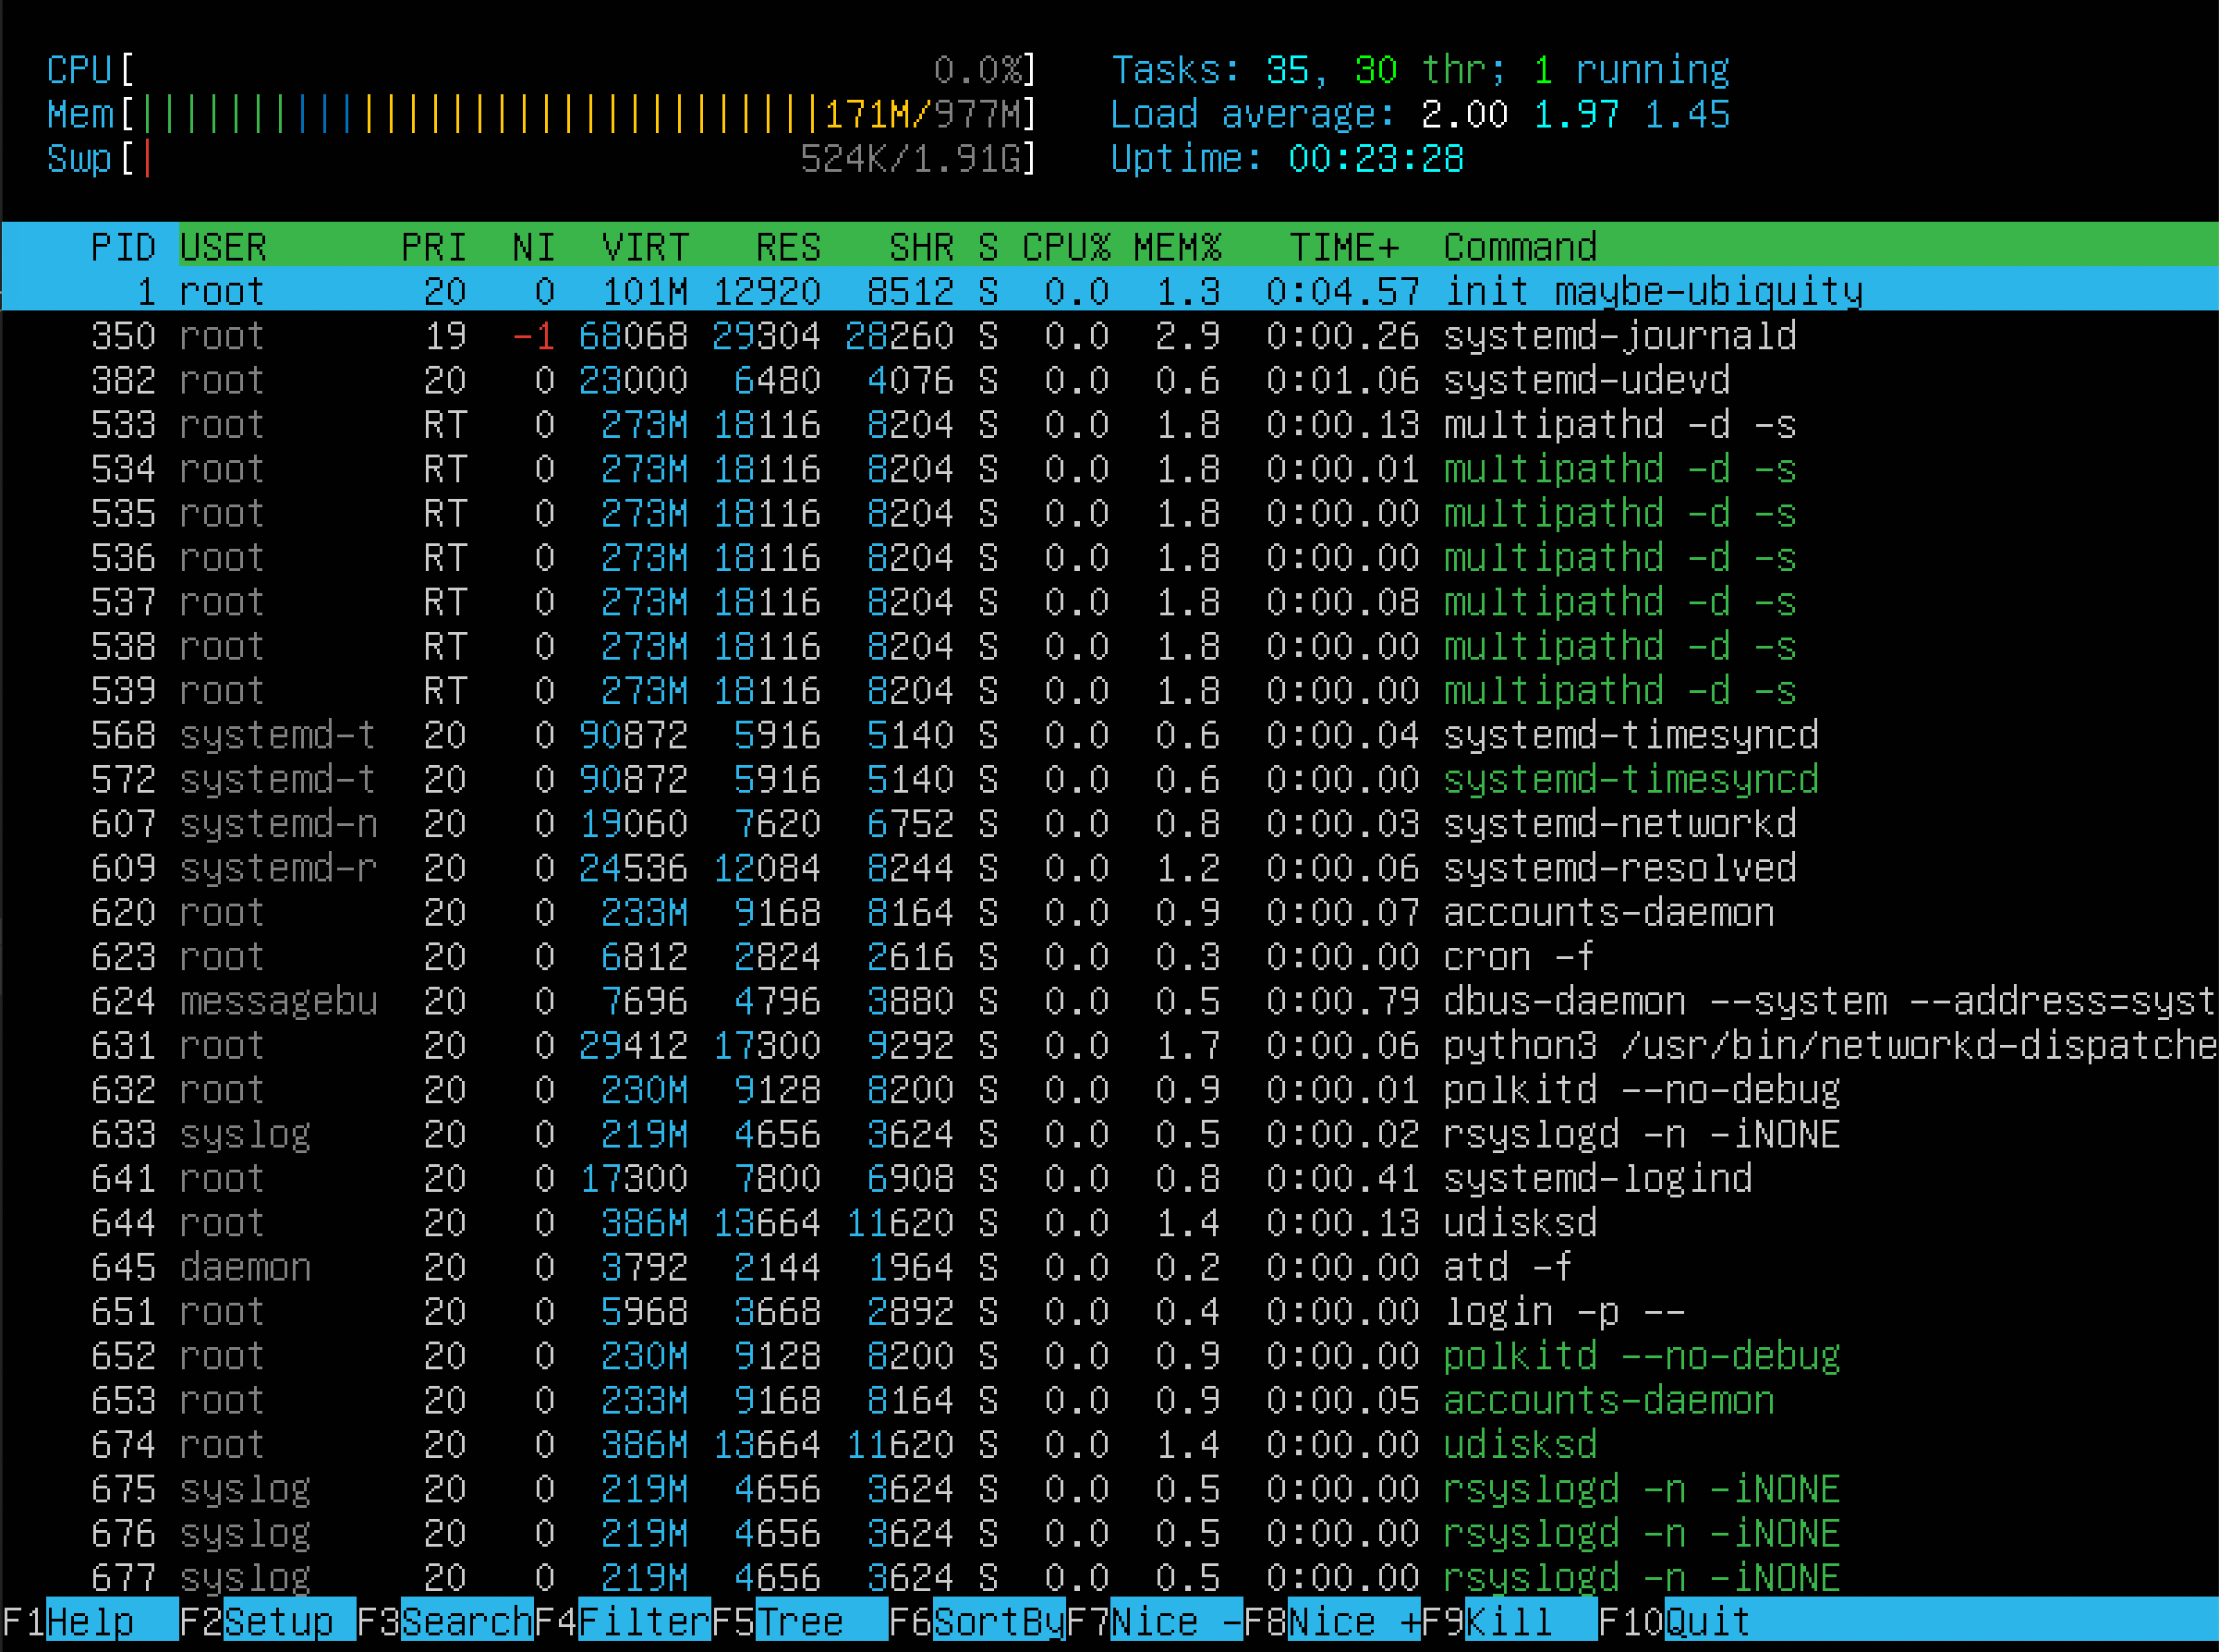 CPU[ 0.0%] Tasks: 35, 30 thr; 1 running
Mem[|||||||||||||||||||||||||||||||171M/977M] Load average: 2.00 1.97 1.45
Swp[| 524K/1.91G] Uptime: 00:23:28
PID USER PRI NI VIRT RES SHR S CPU% MEM% TIME+ Command
1 root 20 0 101M 12920 8512 S 0.0 1.3 0:04.57 init maybe-ubiquity
350 root 19 -1 68068 29304 28260 S 0.0 2.9 0:00.26 systemd-journald
382 root 20 0 23000 6480 4076 S 0.0 0.6 0:01.06 systemd-udevd
533 root RT 0 273M 18116 8204 S 0.0 1.8 0:00.13 multipathd -d -s
534 root RT 0 273M 18116 8204 S 0.0 1.8 0:00.01 multipathd -d -s
535 root RT 0 273M 18116 8204 S 0.0 1.8 0:00.00 multipathd -d -s
536 root RT 0 273M 18116 8204 S 0.0 1.8 0:00.00 multipathd -d -s
537 root RT 0 273M 18116 8204 S 0.0 1.8 0:00.08 multipathd -d -s
538 root RT 0 273M 18116 8204 S 0.0 1.8 0:00.00 multipathd -d -s
539 root RT 0 273M 18116 8204 S 0.0 1.8 0:00.00 multipathd -d -s
568 systemd-t 20 0 90872 5916 5140 S 0.0 0.6 0:00.04 systemd-timesyncd
572 systemd-t 20 0 90872 5916 5140 S 0.0 0.6 0:00.00 systemd-timesyncd
607 systemd-n 20 0 19060 7620 6752 S 0.0 0.8 0:00.03 systemd-networkd
609 systemd-r 20 0 24536 12084 8244 S 0.0 1.2 0:00.06 systemd-resolved
620 root 20 0 233M 9168 8164 S 0.0 0.9 0:00.07 accounts-daemon
623 root 20 0 6812 2824 2616 S 0.0 0.3 0:00.00 cron -f
624 messagebu 20 0 7696 4796 3880 S 0.0 0.5 0:00.79 dbus-daemon --system --address=syst
631 root 20 0 29412 17300 9292 S 0.0 1.7 0:00.06 python3 /usr/bin/networkd-dispatche
632 root 20 0 230M 9128 8200 S 0.0 0.9 0:00.01 polkitd --no-debug
633 syslog 20 0 219M 4656 3624 S 0.0 0.5 0:00.02 rsyslogd -n -iNONE
641 root 20 0 17300 7800 6908 S 0.0 0.8 0:00.41 systemd-logind
644 root 20 0 386M 13664 11620 S 0.0 1.4 0:00.13 udisksd
645 daemon 20 0 3792 2144 1964 S 0.0 0.2 0:00.00 atd -f
651 root 20 0 5968 3668 2892 S 0.0 0.4 0:00.00 login -p --
652 root 20 0 230M 9128 8200 S 0.0 0.9 0:00.00 polkitd --no-debug
653 root 20 0 233M 9168 8164 S 0.0 0.9 0:00.05 accounts-daemon
674 root 20 0 386M 13664 11620 S 0.0 1.4 0:00.00 udisksd
675 syslog 20 0 219M 4656 3624 S 0.0 0.5 0:00.00 rsyslogd -n -iNONE
676 syslog 20 0 219M 4656 3624 S 0.0 0.5 0:00.00 rsyslogd -n -iNONE
677 syslog 20 0 219M 4656 3624 S 0.0 0.5 0:00.00 rsyslogd -n -iNONE
F1Help F2Setup F3SearchF4FilterF5Tree F6SortByF7Nice -F8Nice +F9Kill F10Quit